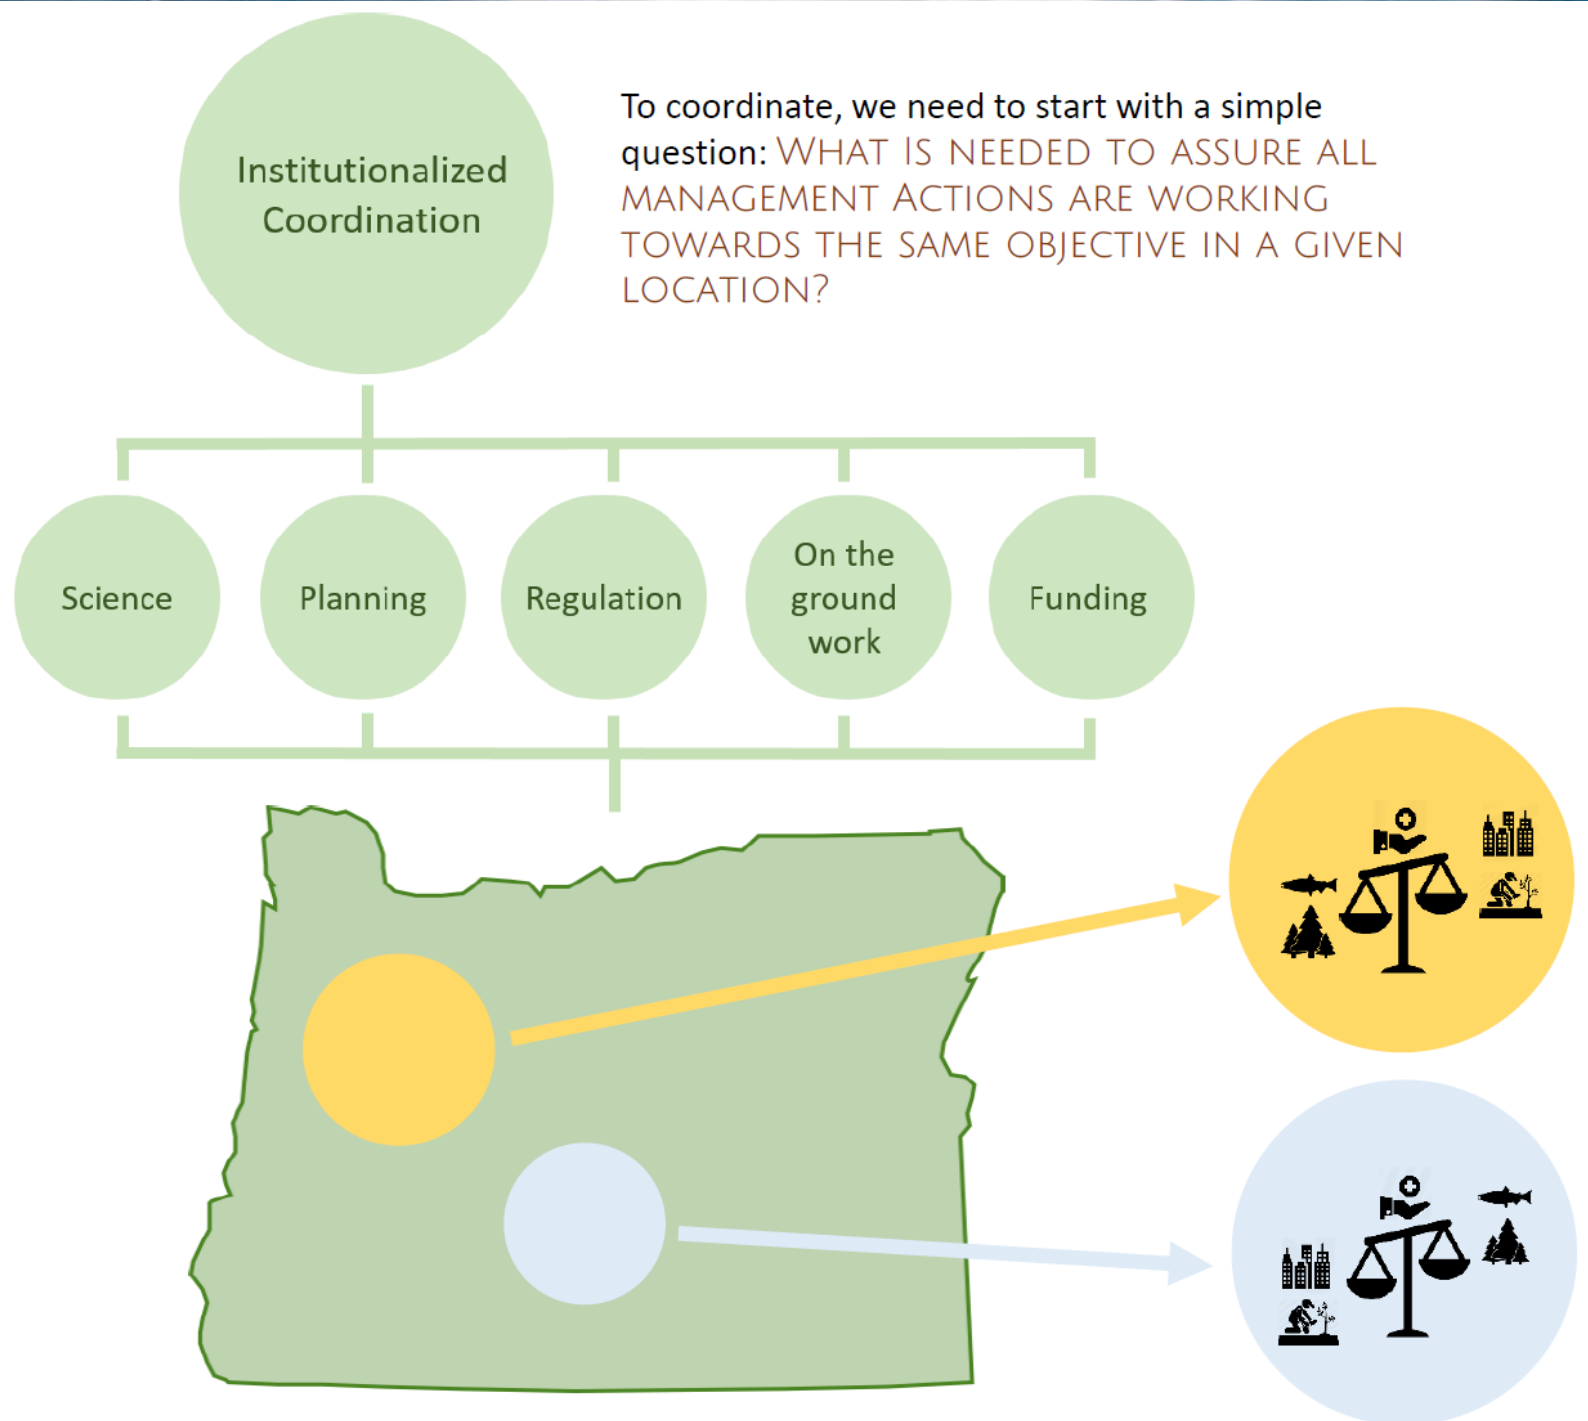 Institutionalized
Coordination
To coordinate, we need to start with a simple
question: What Is needed to assure all
management Actions are working
towards the same objective in a given
location?
Science
Planning
Regulation
On the
ground
work
Funding